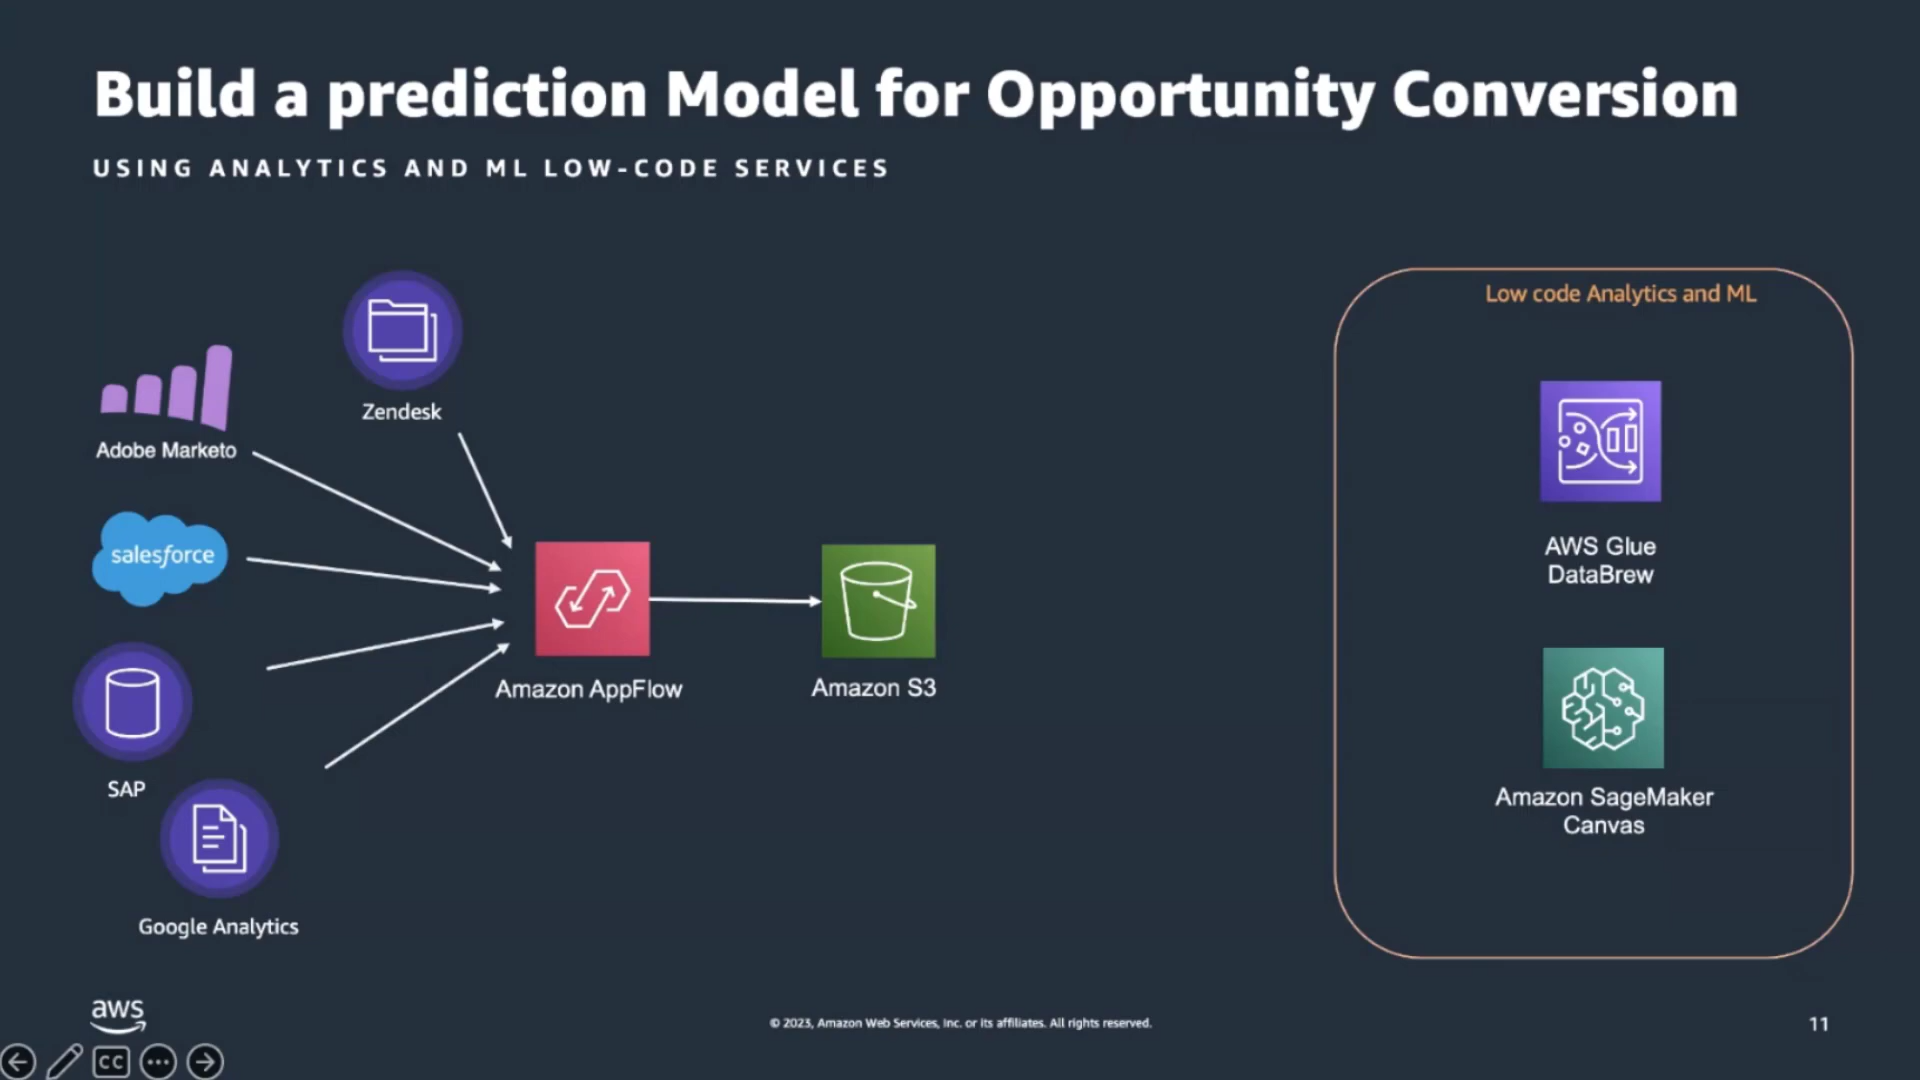 Build a prediction Model for Opportunity Conversion
USING ANALYTICS AND ML LOW-CODE SERVICES
Zendesk
Adobe Marketo
salesforce
SAP
Google Analytics
Amazon AppFlow
Amazon S3
Low code Analytics and ML
AWS Glue
DataBrew
Amazon SageMaker
Canvas
aws
© 2023, Amazon Web Services, Inc. or its affiliates. All rights reserved.
11
CC